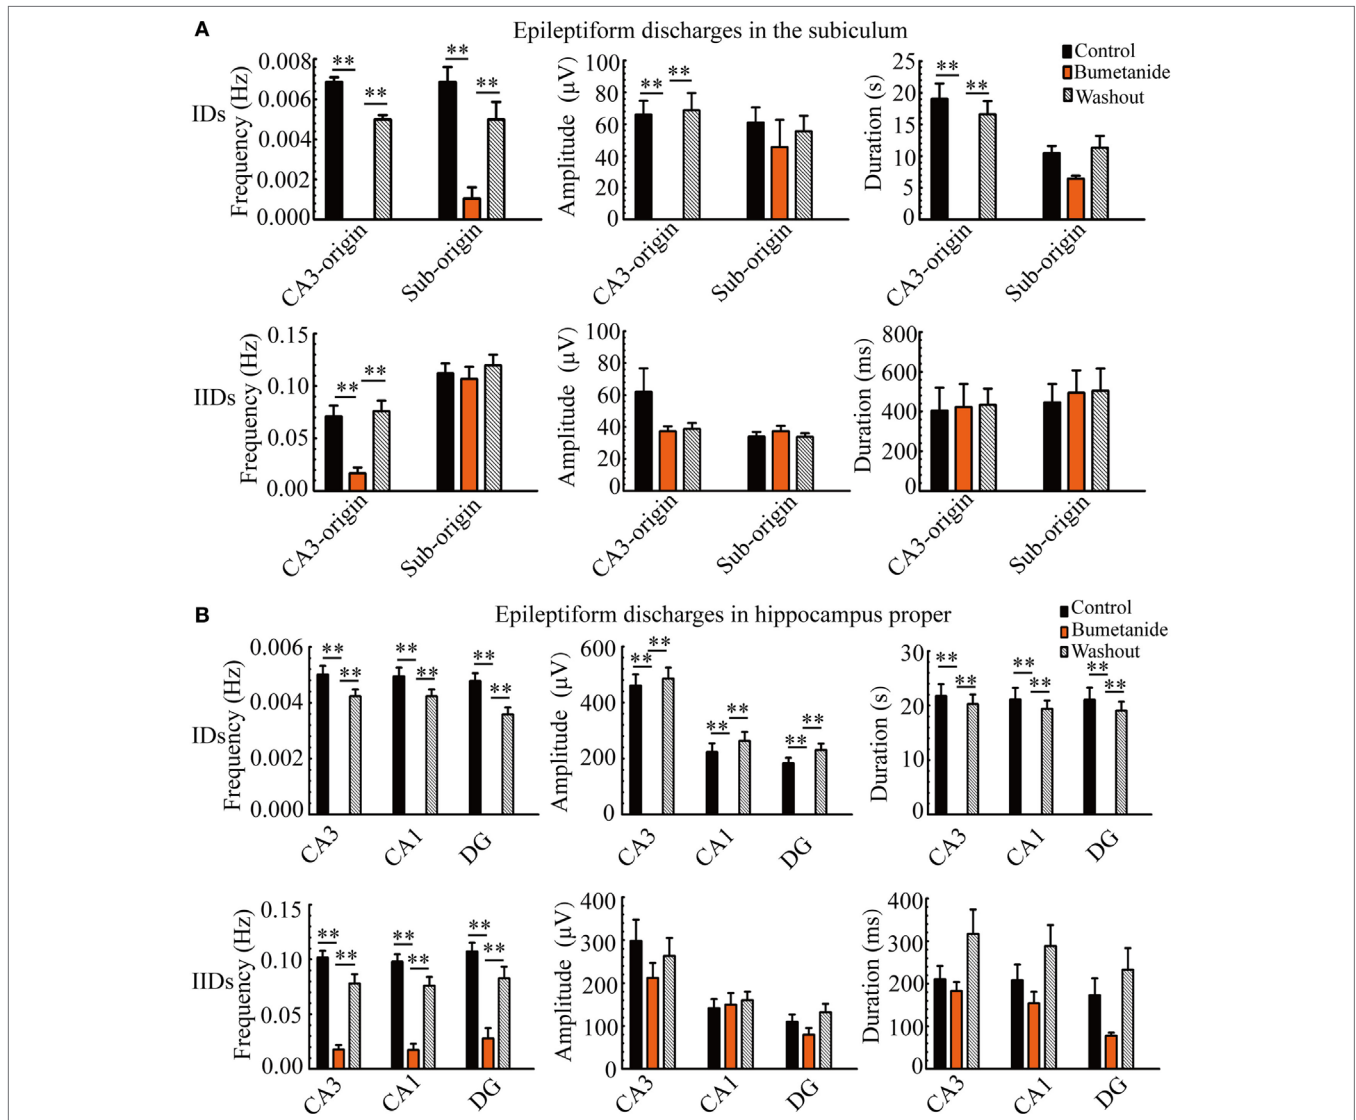 A
Epileptiform discharges in the subiculum
Control
Bumetanide
Washout
IDs
Frequency (Hz)
0.008
0.006
0.004
0.002
0.000
** ** ** **
CA3-origin
Sub-origin
Amplitude (μV)
100
80
60
40
20
0
** **
CA3-origin
Sub-origin
Duration (s)
25
20
15
10
5
0
** **
CA3-origin
Sub-origin
IIDs
Frequency (Hz)
0.15
0.10
0.05
0.00
** **
CA3-origin
Sub-origin
Amplitude (μV)
100
80
60
40
20
0
CA3-origin
Sub-origin
Duration (ms)
800
600
400
200
0
CA3-origin
Sub-origin
B
Epileptiform discharges in hippocampus proper
Control
Bumetanide
Washout
IDs
Frequency (Hz)
0.006
0.004
0.002
0.000
** ** ** ** ** **
CA3
CA1
DG
Amplitude (μV)
600
400
200
0
** ** ** ** ** **
CA3
CA1
DG
Duration (s)
30
20
10
0
** ** ** ** ** **
CA3
CA1
DG
IIDs
Frequency (Hz)
0.15
0.10
0.05
0.00
** ** ** ** ** **
CA3
CA1
DG
Amplitude (μV)
400
300
200
100
0
CA3
CA1
DG
Duration (ms)
400
300
200
100
0
CA3
CA1
DG